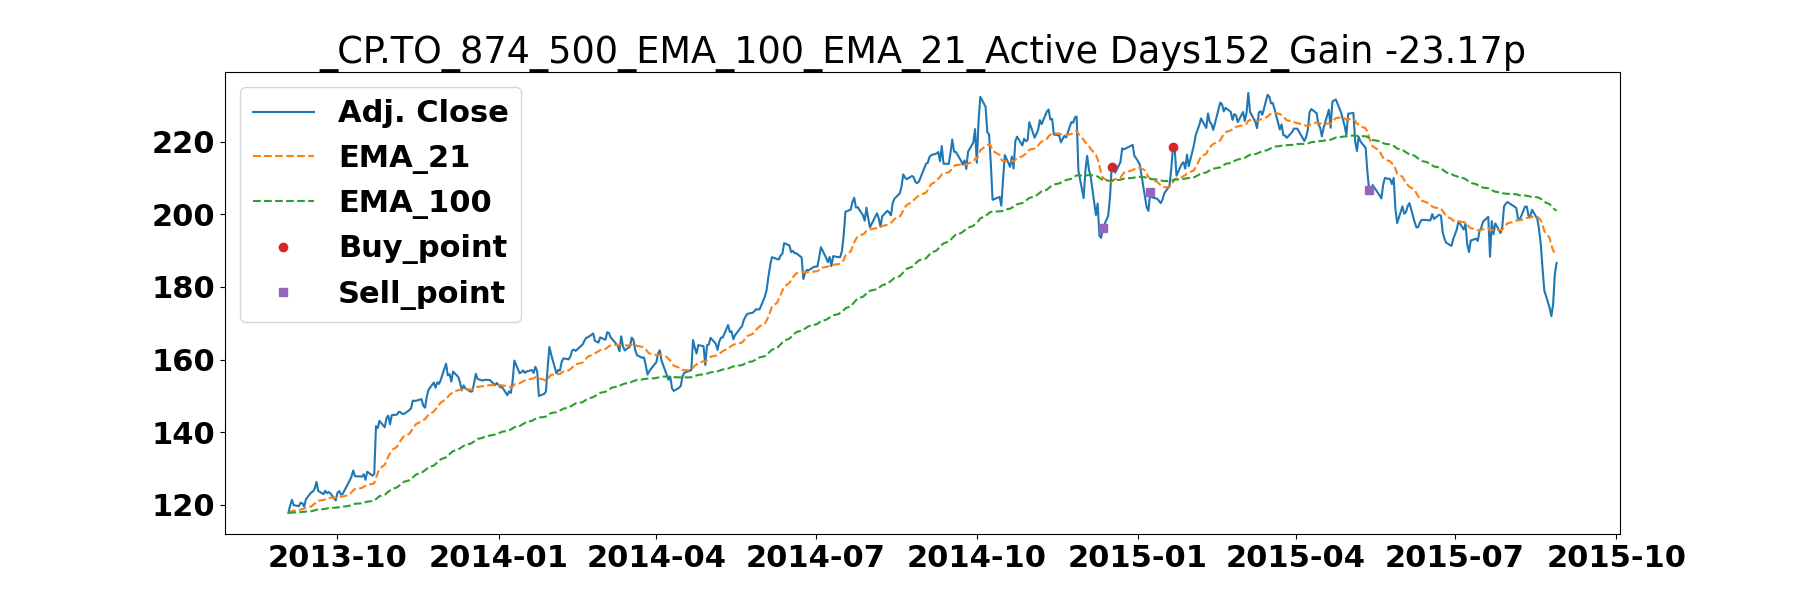 _CP.TO_874_500_EMA_100_EMA_21_Active Days152_Gain -23.17p
Adj. Close
EMA_21
EMA_100
Buy_point
Sell_point
220
200
180
160
140
120
2013-10 2014-01 2014-04 2014-07 2014-10 2015-01 2015-04 2015-07 2015-10